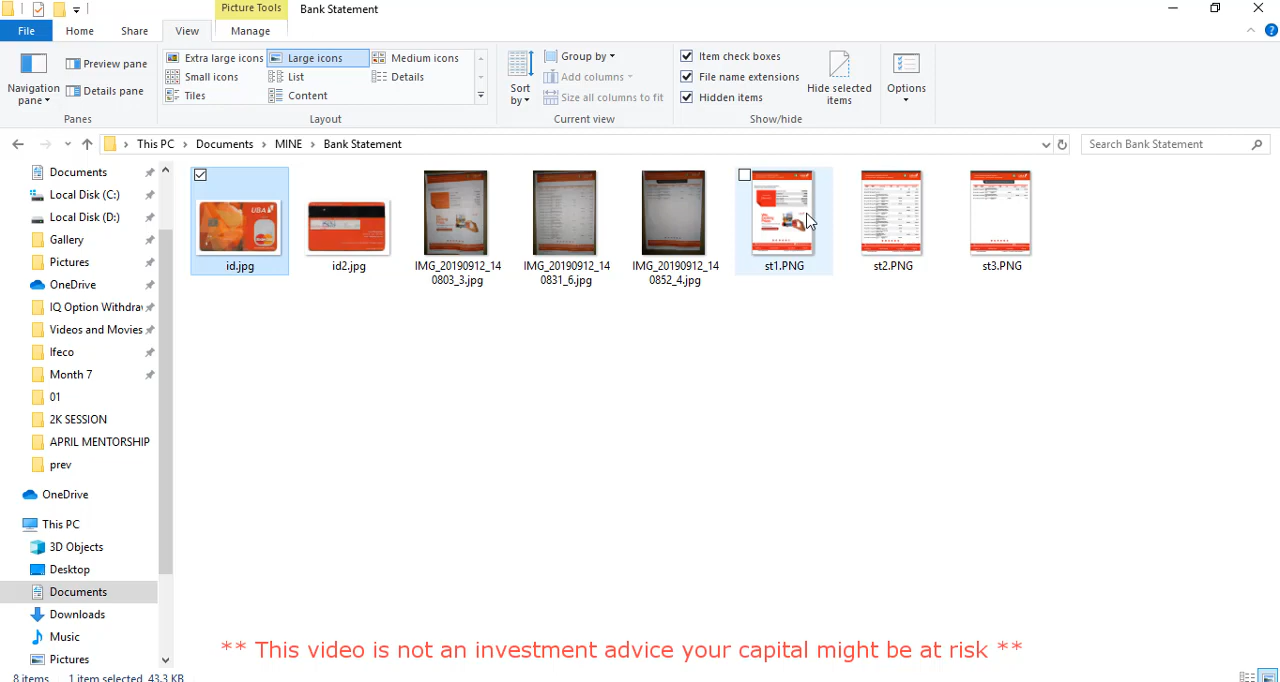 Picture Tools Bank Statement
File Home Share View Manage
Navigation pane
Preview pane
Details pane
Panes
Extra large icons Large icons Medium icons
Small icons List Details
Tiles Content
Layout
Sort by
Group by
Add columns
Size all columns to fit
Current view
Item check boxes
File name extensions
Hidden items
Hide selected items
Show/hide
Options
This PC > Documents > MINE > Bank Statement
Search Bank Statement
Documents
Local Disk (C:)
Local Disk (D:)
Gallery
Pictures
OneDrive
IQ Option Withdra
Videos and Movies
Ifeco
Month 7
01
2K SESSION
APRIL MENTORSHIP
prev
OneDrive
This PC
3D Objects
Desktop
Documents
Downloads
Music
Pictures
UBA
id.jpg
id2.jpg
IMG_20190912_14
0803_3.jpg
IMG_20190912_14
0831_6.jpg
IMG_20190912_14
0852_4.jpg
st1.PNG
st2.PNG
st3.PNG
** This video is not an investment advice your capital might be at risk **
8 items 1 item selected 43.3 KB